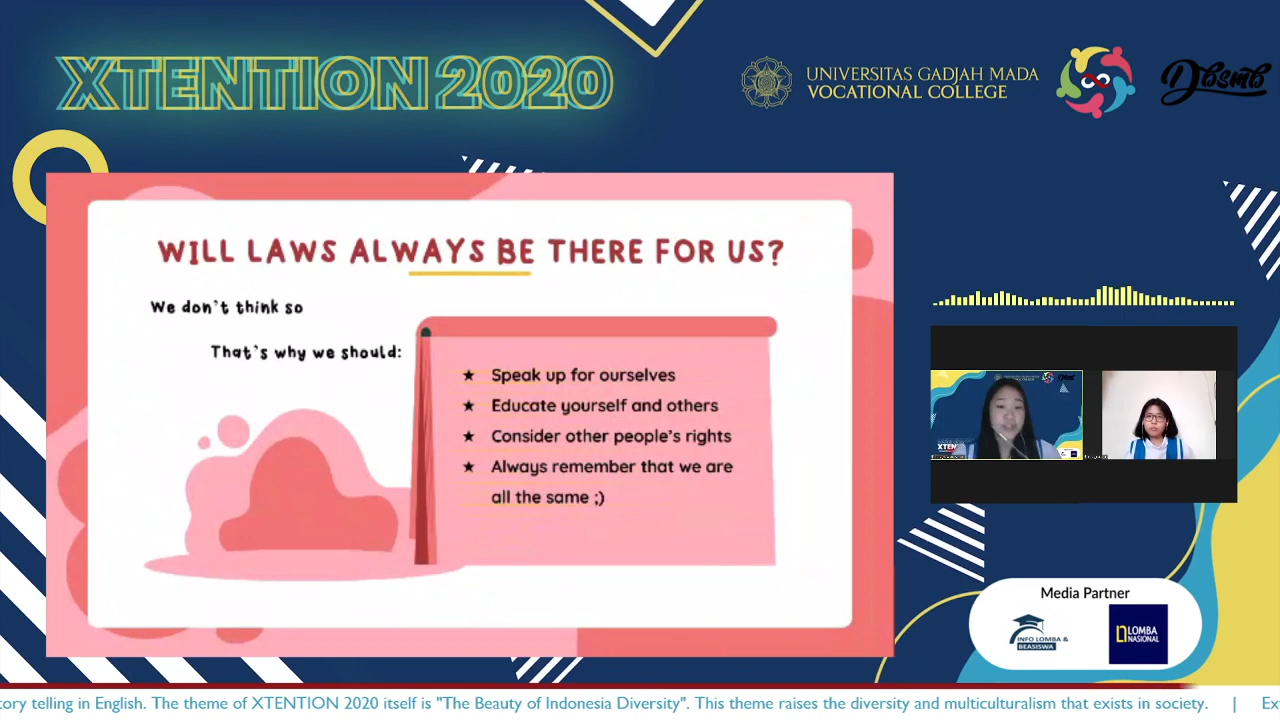 XTENTION 2020
UNIVERSITAS GADJAH MADA
VOCATIONAL COLLEGE
Dbsmb
WILL LAWS ALWAYS BE THERE FOR US?
We don't think so
That's why we should:
★ Speak up for ourselves
★ Educate yourself and others
★ Consider other people's rights
★ Always remember that we are
all the same ;)
Media Partner
INFO LOMBA &
BEASISWA
LOMBA
NASIONAL
tory telling in English. The theme of XTENTION 2020 itself is "The Beauty of Indonesia Diversity". This theme raises the diversity and multiculturalism that exists in society. | Ex